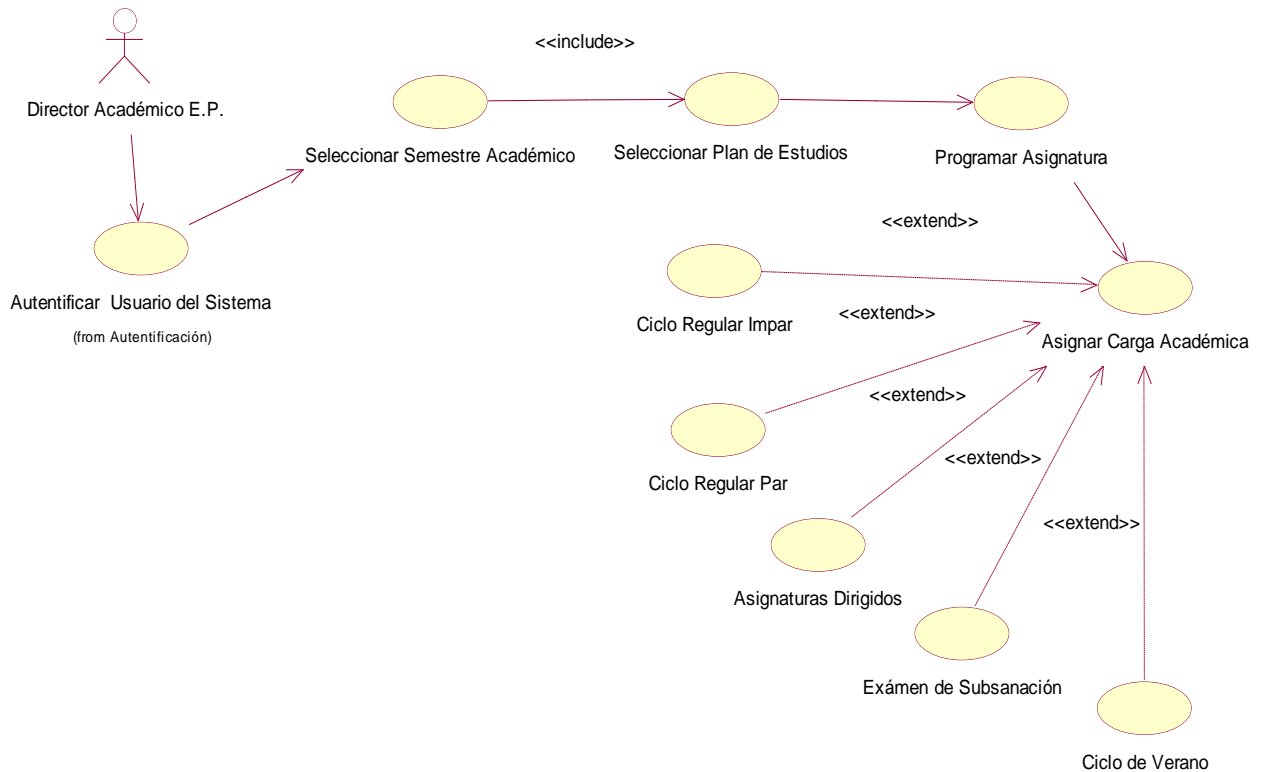 <<include>>
Director Académico E.P.
Seleccionar Semestre Académico
Seleccionar Plan de Estudios
Programar Asignatura
Autentificar Usuario del Sistema
(from Autentificación)
<<extend>>
Ciclo Regular Impar
<<extend>>
Asignar Carga Académica
<<extend>>
Ciclo Regular Par
<<extend>>
<<extend>>
Asignaturas Dirigidos
Exámen de Subsanación
Ciclo de Verano